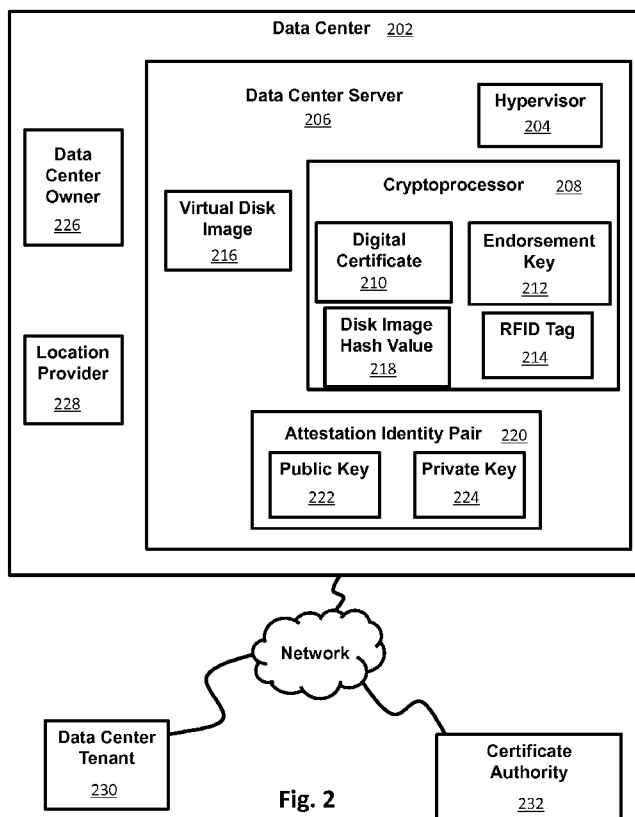 Data Center 202
Data Center Server
206
Hypervisor
204
Data
Center
Owner
226
Virtual Disk
Image
216
Cryptoprocessor 208
Digital
Certificate
210
Endorsement
Key
212
Disk Image
Hash Value
218
RFID Tag
214
Location
Provider
228
Attestation Identity Pair 220
Public Key
222
Private Key
224
Network
Data Center
Tenant
230
Certificate
Authority
232
Fig. 2